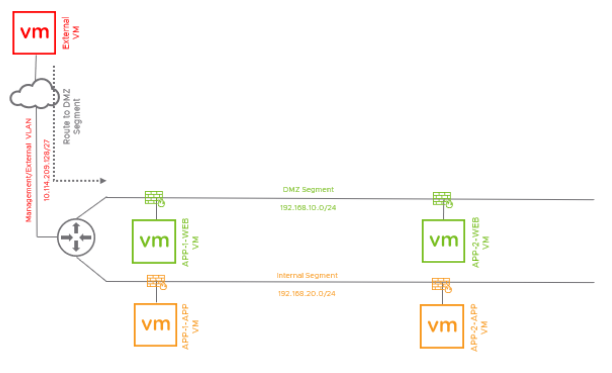 vm
External
VM
Route to DMZ
Segment
Management/External VLAN
10.114.209.128/27
DMZ Segment
192.168.10.0/24
vm
APP-1-WEB
VM
vm
APP-2-WEB
VM
Internal Segment
192.168.20.0/24
vm
APP-1-APP
VM
vm
APP-2-APP
VM